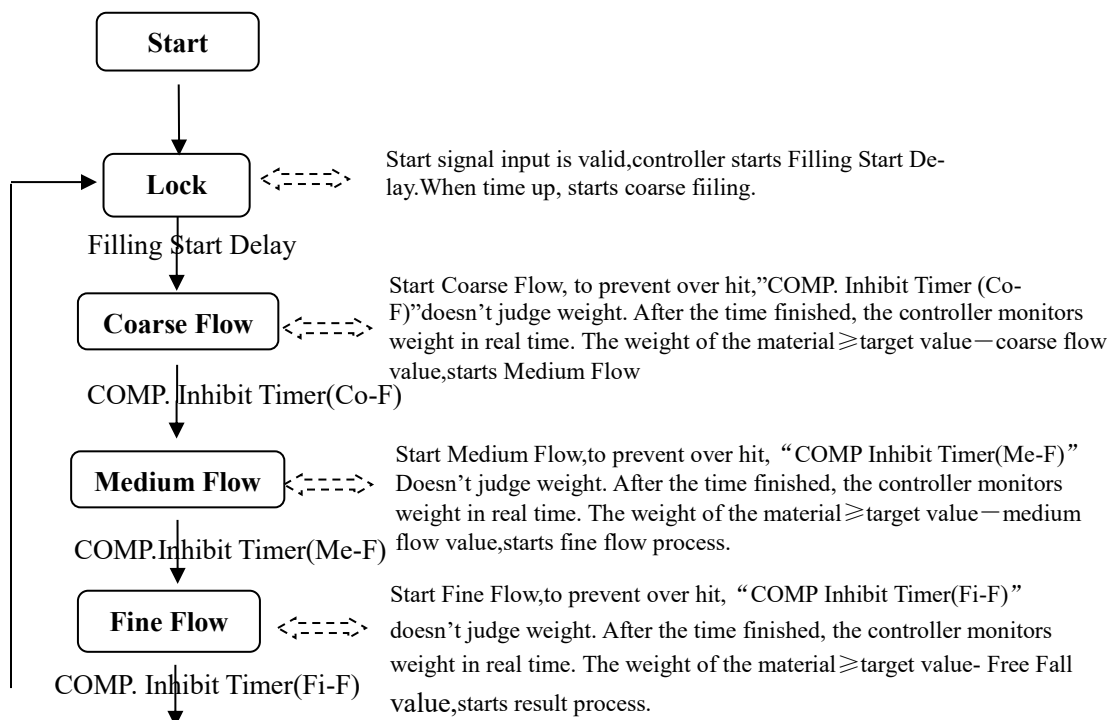 Start
Lock
Start signal input is valid,controller starts Filling Start De-
lay.When time up, starts coarse fiiling.
Filling Start Delay
Coarse Flow
Start Coarse Flow, to prevent over hit,”COMP. Inhibit Timer (Co-
F)”doesn’t judge weight. After the time finished, the controller monitors
weight in real time. The weight of the material≥target value－coarse flow
value,starts Medium Flow
COMP. Inhibit Timer(Co-F)
Medium Flow
Start Medium Flow,to prevent over hit, “COMP Inhibit Timer(Me-F)”
Doesn’t judge weight. After the time finished, the controller monitors
weight in real time. The weight of the material≥target value－medium
flow value,starts fine flow process.
COMP.Inhibit Timer(Me-F)
Fine Flow
Start Fine Flow,to prevent over hit, “COMP Inhibit Timer(Fi-F)”
doesn’t judge weight. After the time finished, the controller monitors
weight in real time. The weight of the material≥target value- Free Fall
value,starts result process.
COMP. Inhibit Timer(Fi-F)